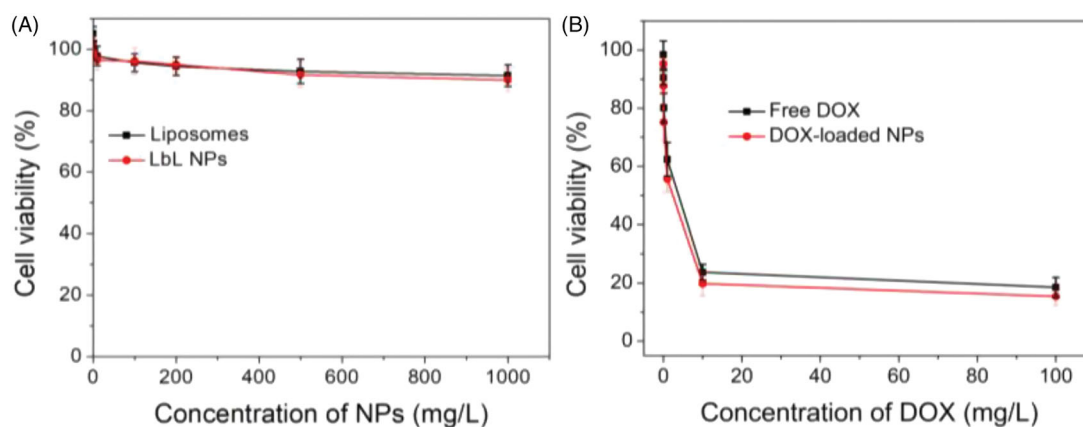 (A)
Cell viability (%)
100
80
60
40
20
0
Liposomes
LbL NPs
0 200 400 600 800 1000
Concentration of NPs (mg/L)
(B)
Cell viability (%)
100
80
60
40
20
0
Free DOX
DOX-loaded NPs
0 20 40 60 80 100
Concentration of DOX (mg/L)